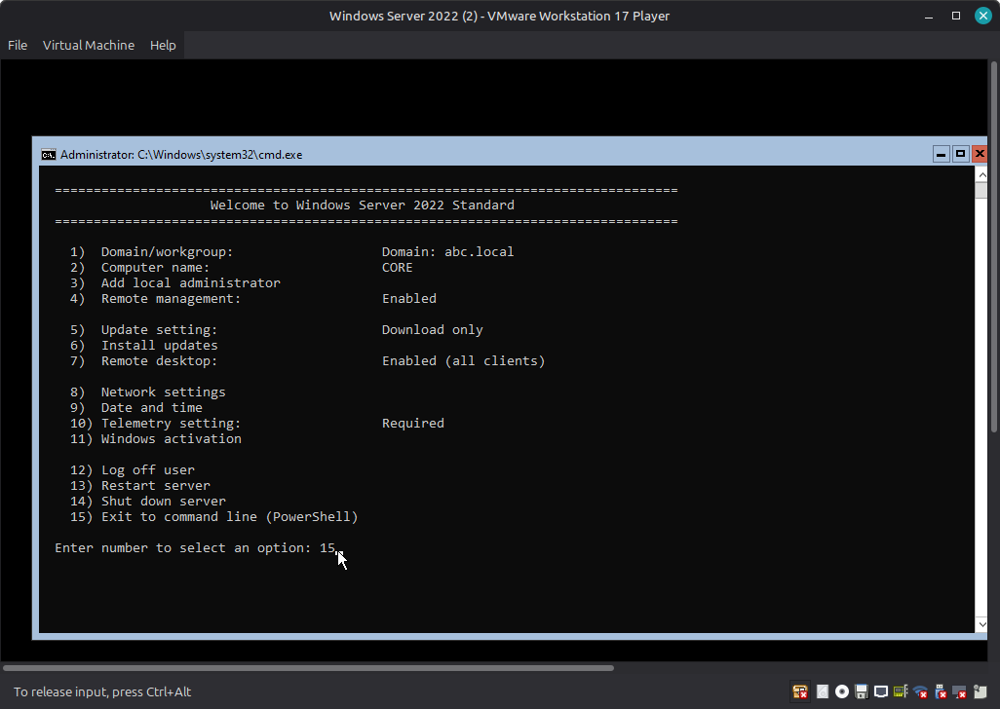 Windows Server 2022 (2) - VMware Workstation 17 Player
File Virtual Machine Help
Administrator: C:\Windows\system32\cmd.exe
================================================================================
Welcome to Windows Server 2022 Standard
================================================================================
1) Domain/workgroup: Domain: abc.local
2) Computer name: CORE
3) Add local administrator
4) Remote management: Enabled
5) Update setting: Download only
6) Install updates
7) Remote desktop: Enabled (all clients)
8) Network settings
9) Date and time
10) Telemetry setting: Required
11) Windows activation
12) Log off user
13) Restart server
14) Shut down server
15) Exit to command line (PowerShell)
Enter number to select an option: 15
To release input, press Ctrl+Alt